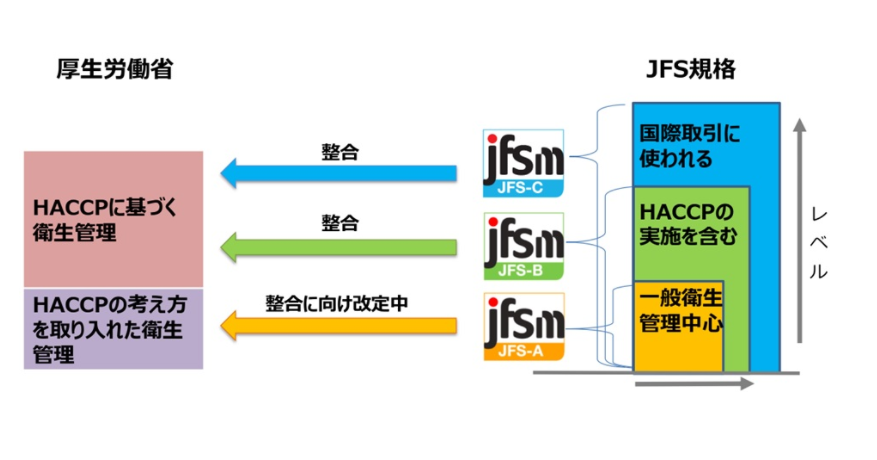 厚生労働省
JFS規格
HACCPに基づく
衛生管理
HACCPの考え方
を取り入れた衛生
管理
整合
整合
整合に向け改定中
jfsm
JFS-C
jfsm
JFS-B
jfsm
JFS-A
国際取引に
使われる
HACCPの
実施を含む
一般衛生
管理中心
レベル